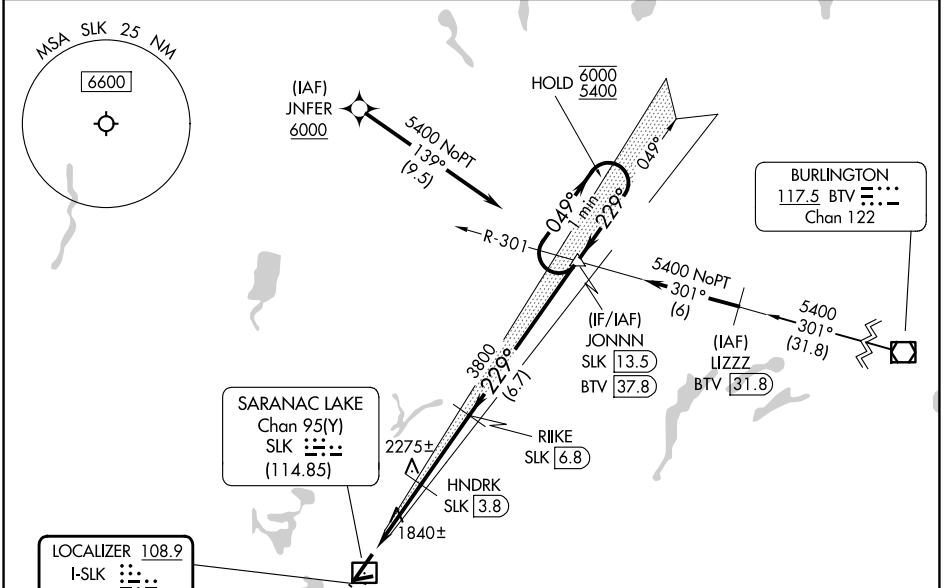 MSA SLK 25 NM
6600
(IAF)
JNFER
6000
5400 NoPT
139°
(9.5)
HOLD 6000
5400
049°
1 min
229°
049°
R-301
BURLINGTON
117.5 BTV
Chan 122
5400 NoPT
301°
(6)
5400
301°
(31.8)
(IAF)
LIZZZ
BTV 31.8
(IF/IAF)
JONNN
SLK 13.5
BTV 37.8
3800
229°
(6.7)
SARANAC LAKE
Chan 95(Y)
SLK
(114.85)
RIIKE
SLK 6.8
2275±
HNDRK
SLK 3.8
1840±
LOCALIZER 108.9
I-SLK